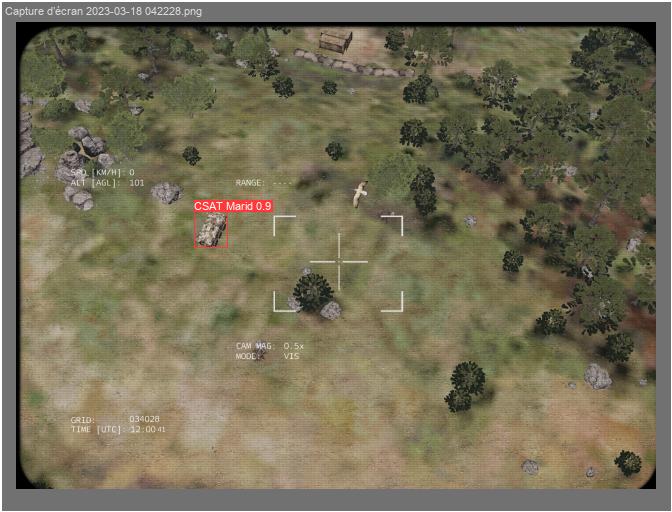 Capture d'écran 2023-03-18 042228.png
SPD [KM/H]: 0
ALT [AGL]: 101
RANGE: ----
CSAT Marid 0.9
CAM MAG: 0.5x
MODE: VIS
GRID: 034028
TIME [UTC]: 12:00 41